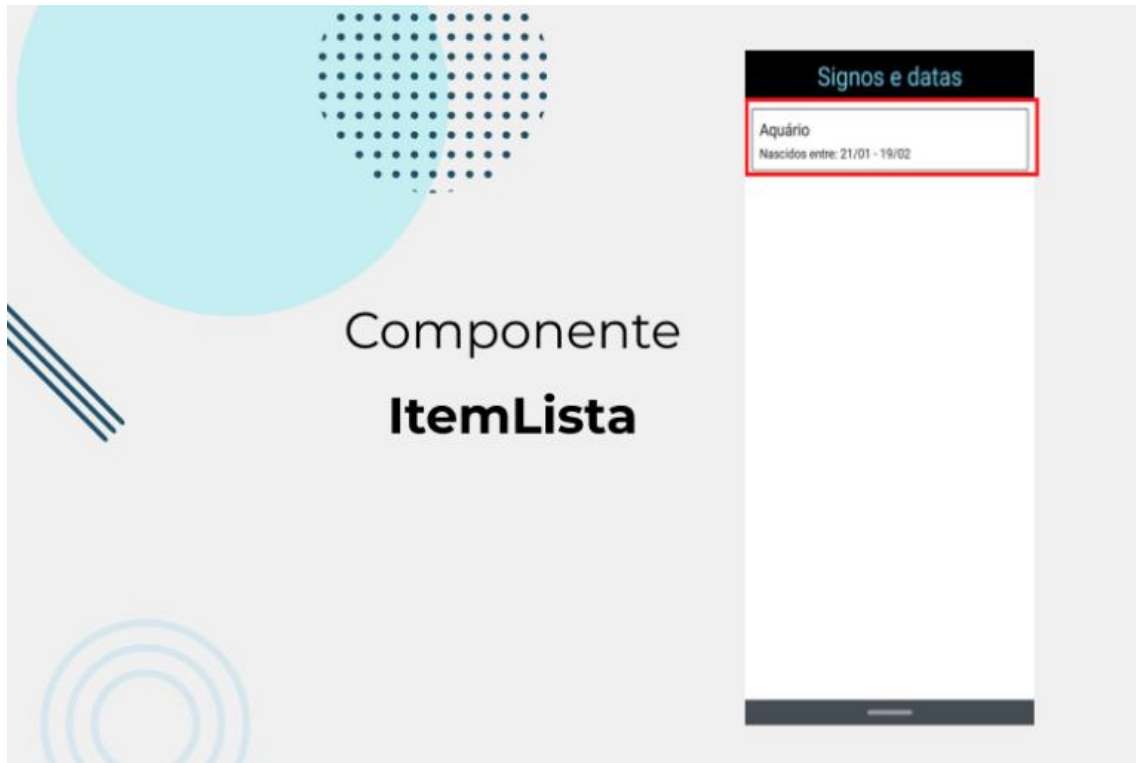 Signos e datas
Aquário
Nascidos entre: 21/01 - 19/02
Componente
ItemLista